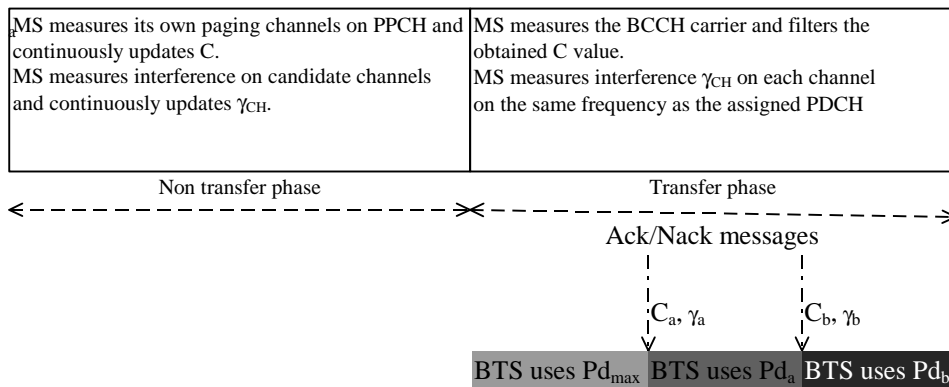 a
MS measures its own paging channels on PPCH and
continuously updates C.
MS measures interference on candidate channels
and continuously updates γCH.
MS measures the BCCH carrier and filters the
obtained C value.
MS measures interference γCH on each channel
on the same frequency as the assigned PDCH
Non transfer phase
Transfer phase
Ack/Nack messages
Ca, γa
Cb, γb
BTS uses Pdmax
BTS uses Pda
BTS uses Pdb